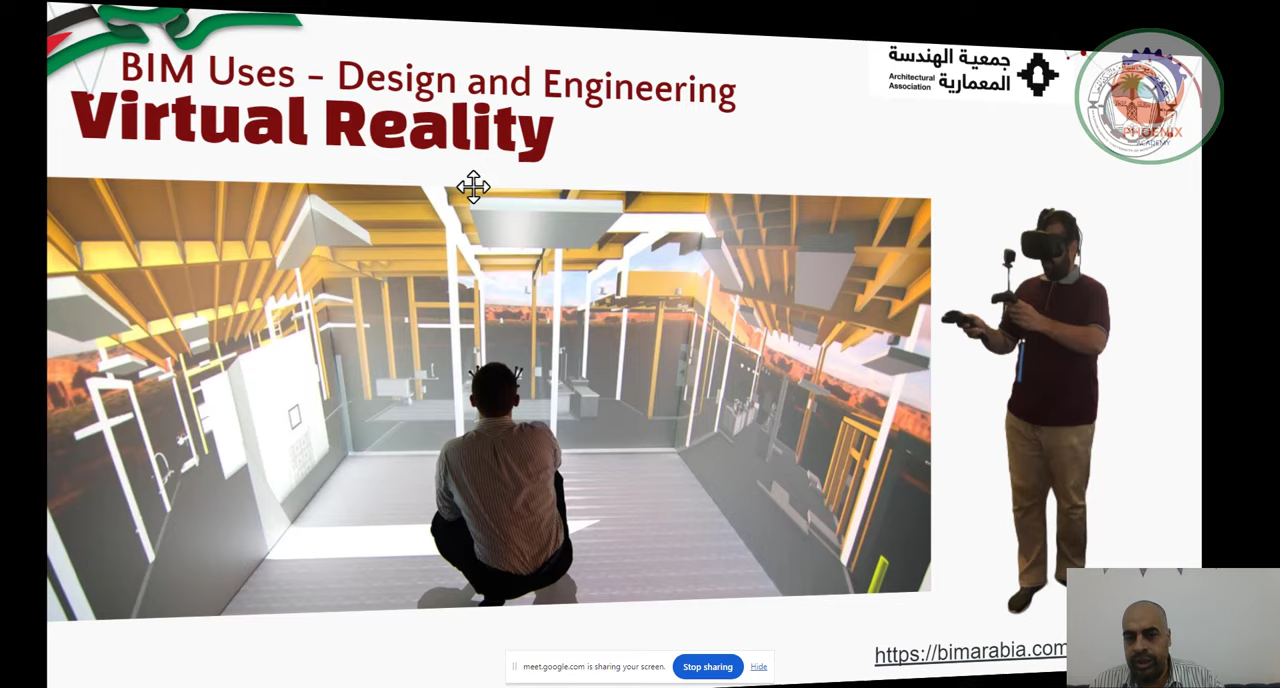 BIM Uses - Design and Engineering
Virtual Reality
جمعية الهندسة
المعمارية
Architectural
Association
PHOENIX
ACADEMY
https://bimarabia.com
meet.google.com is sharing your screen.
Stop sharing
Hide